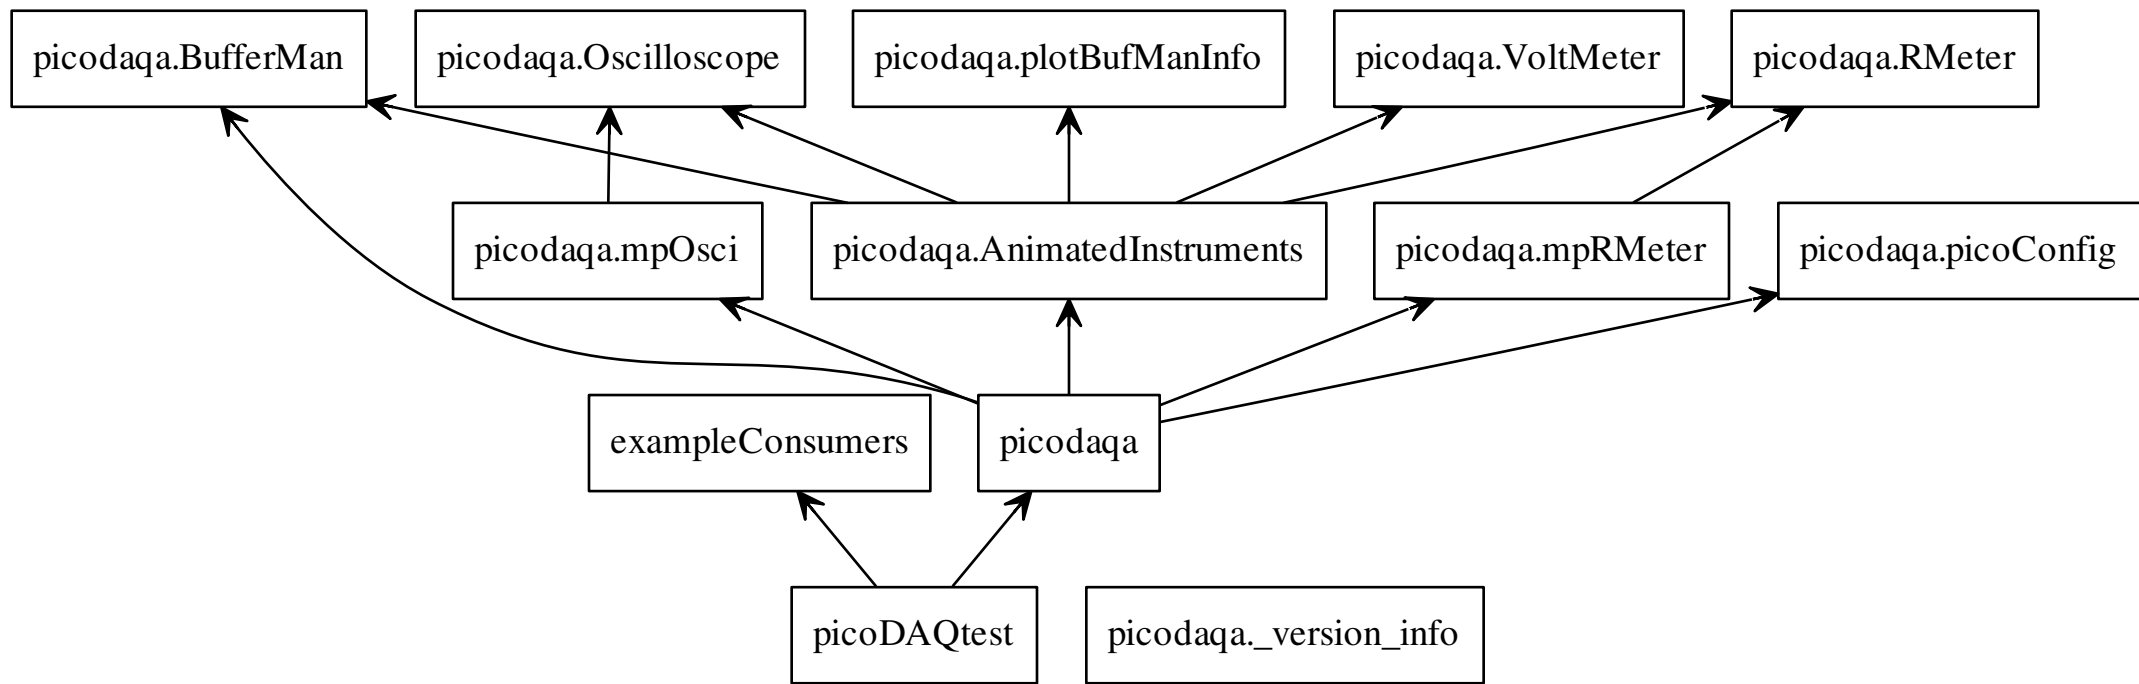 picodaqa.BufferMan
picodaqa.Oscilloscope
picodaqa.plotBufManInfo
picodaqa.VoltMeter
picodaqa.RMeter
picodaqa.mpOsci
picodaqa.AnimatedInstruments
picodaqa.mpRMeter
picodaqa.picoConfig
exampleConsumers
picodaqa
picoDAQtest
picodaqa._version_info